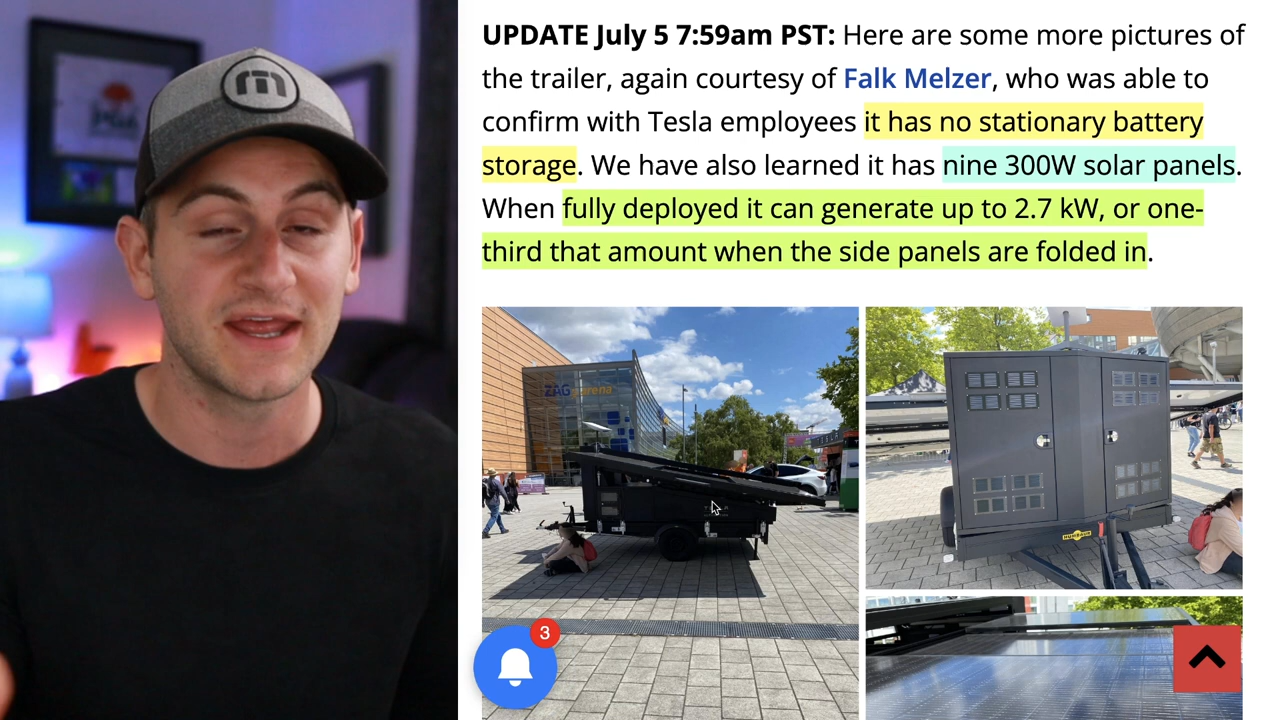 UPDATE July 5 7:59am PST: Here are some more pictures of
the trailer, again courtesy of Falk Melzer, who was able to
confirm with Tesla employees it has no stationary battery
storage. We have also learned it has nine 300W solar panels.
When fully deployed it can generate up to 2.7 kW, or one-
third that amount when the side panels are folded in.
PGA
ZAG arena
3